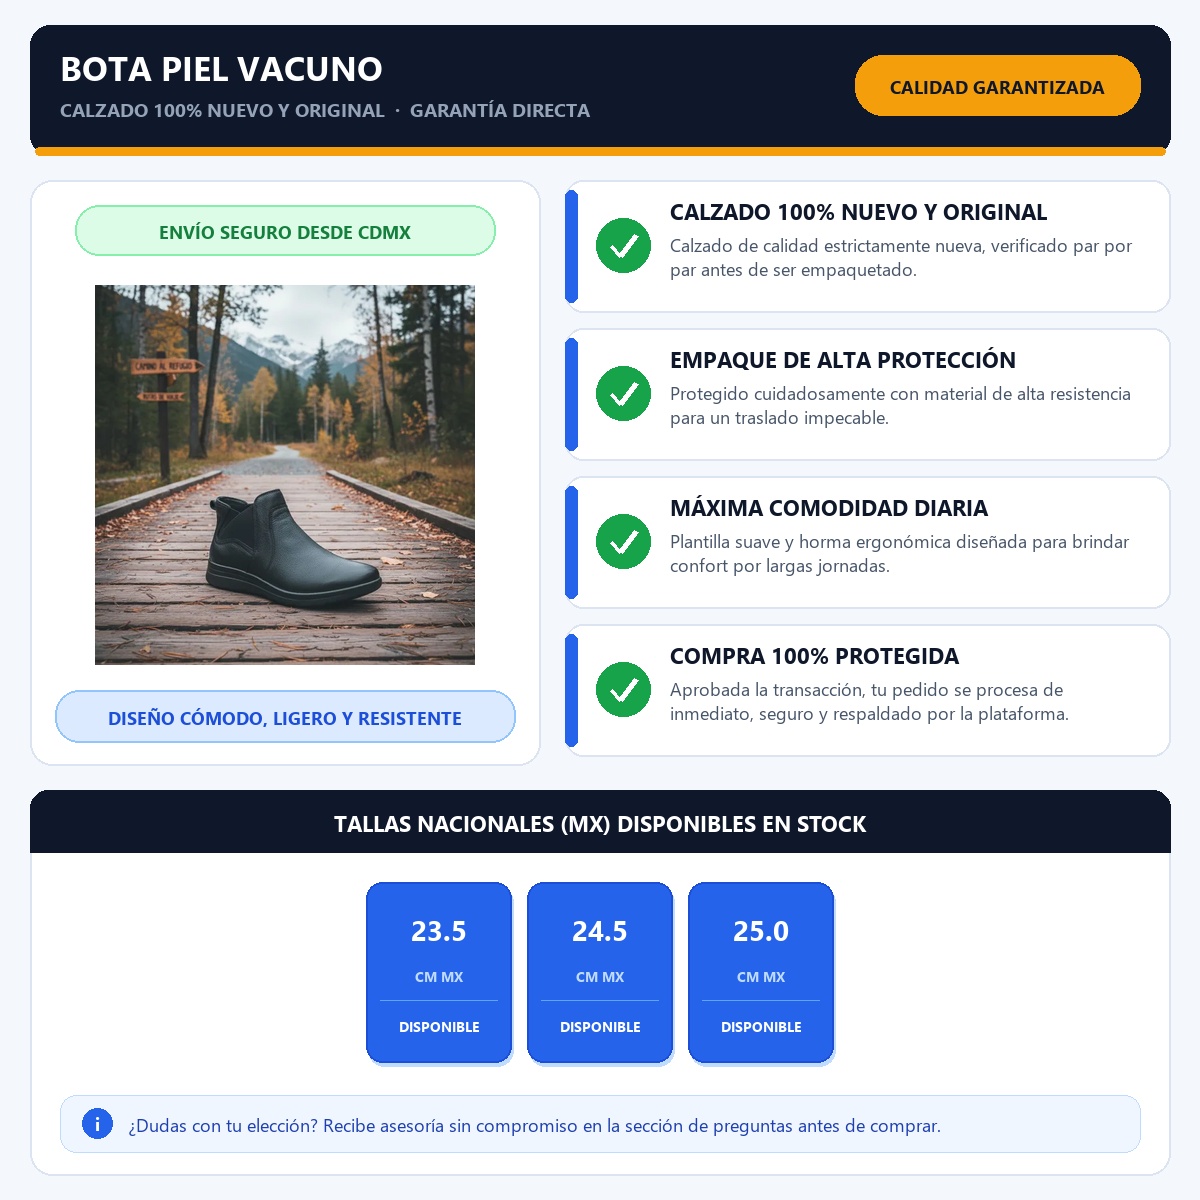 BOTA PIEL VACUNO
CALZADO 100% NUEVO Y ORIGINAL · GARANTÍA DIRECTA
CALIDAD GARANTIZADA
ENVÍO SEGURO DESDE CDMX
CAMINO AL REFUGIO
DISEÑO CÓMODO, LIGERO Y RESISTENTE
CALZADO 100% NUEVO Y ORIGINAL
Calzado de calidad estrictamente nueva, verificado par por
par antes de ser empaquetado.
EMPAQUE DE ALTA PROTECCIÓN
Protegido cuidadosamente con material de alta resistencia
para un traslado impecable.
MÁXIMA COMODIDAD DIARIA
Plantilla suave y horma ergonómica diseñada para brindar
confort por largas jornadas.
COMPRA 100% PROTEGIDA
Aprobada la transacción, tu pedido se procesa de
inmediato, seguro y respaldado por la plataforma.
TALLAS NACIONALES (MX) DISPONIBLES EN STOCK
23.5
CM MX
DISPONIBLE
24.5
CM MX
DISPONIBLE
25.0
CM MX
DISPONIBLE
¿Dudas con tu elección? Recibe asesoría sin compromiso en la sección de preguntas antes de comprar.